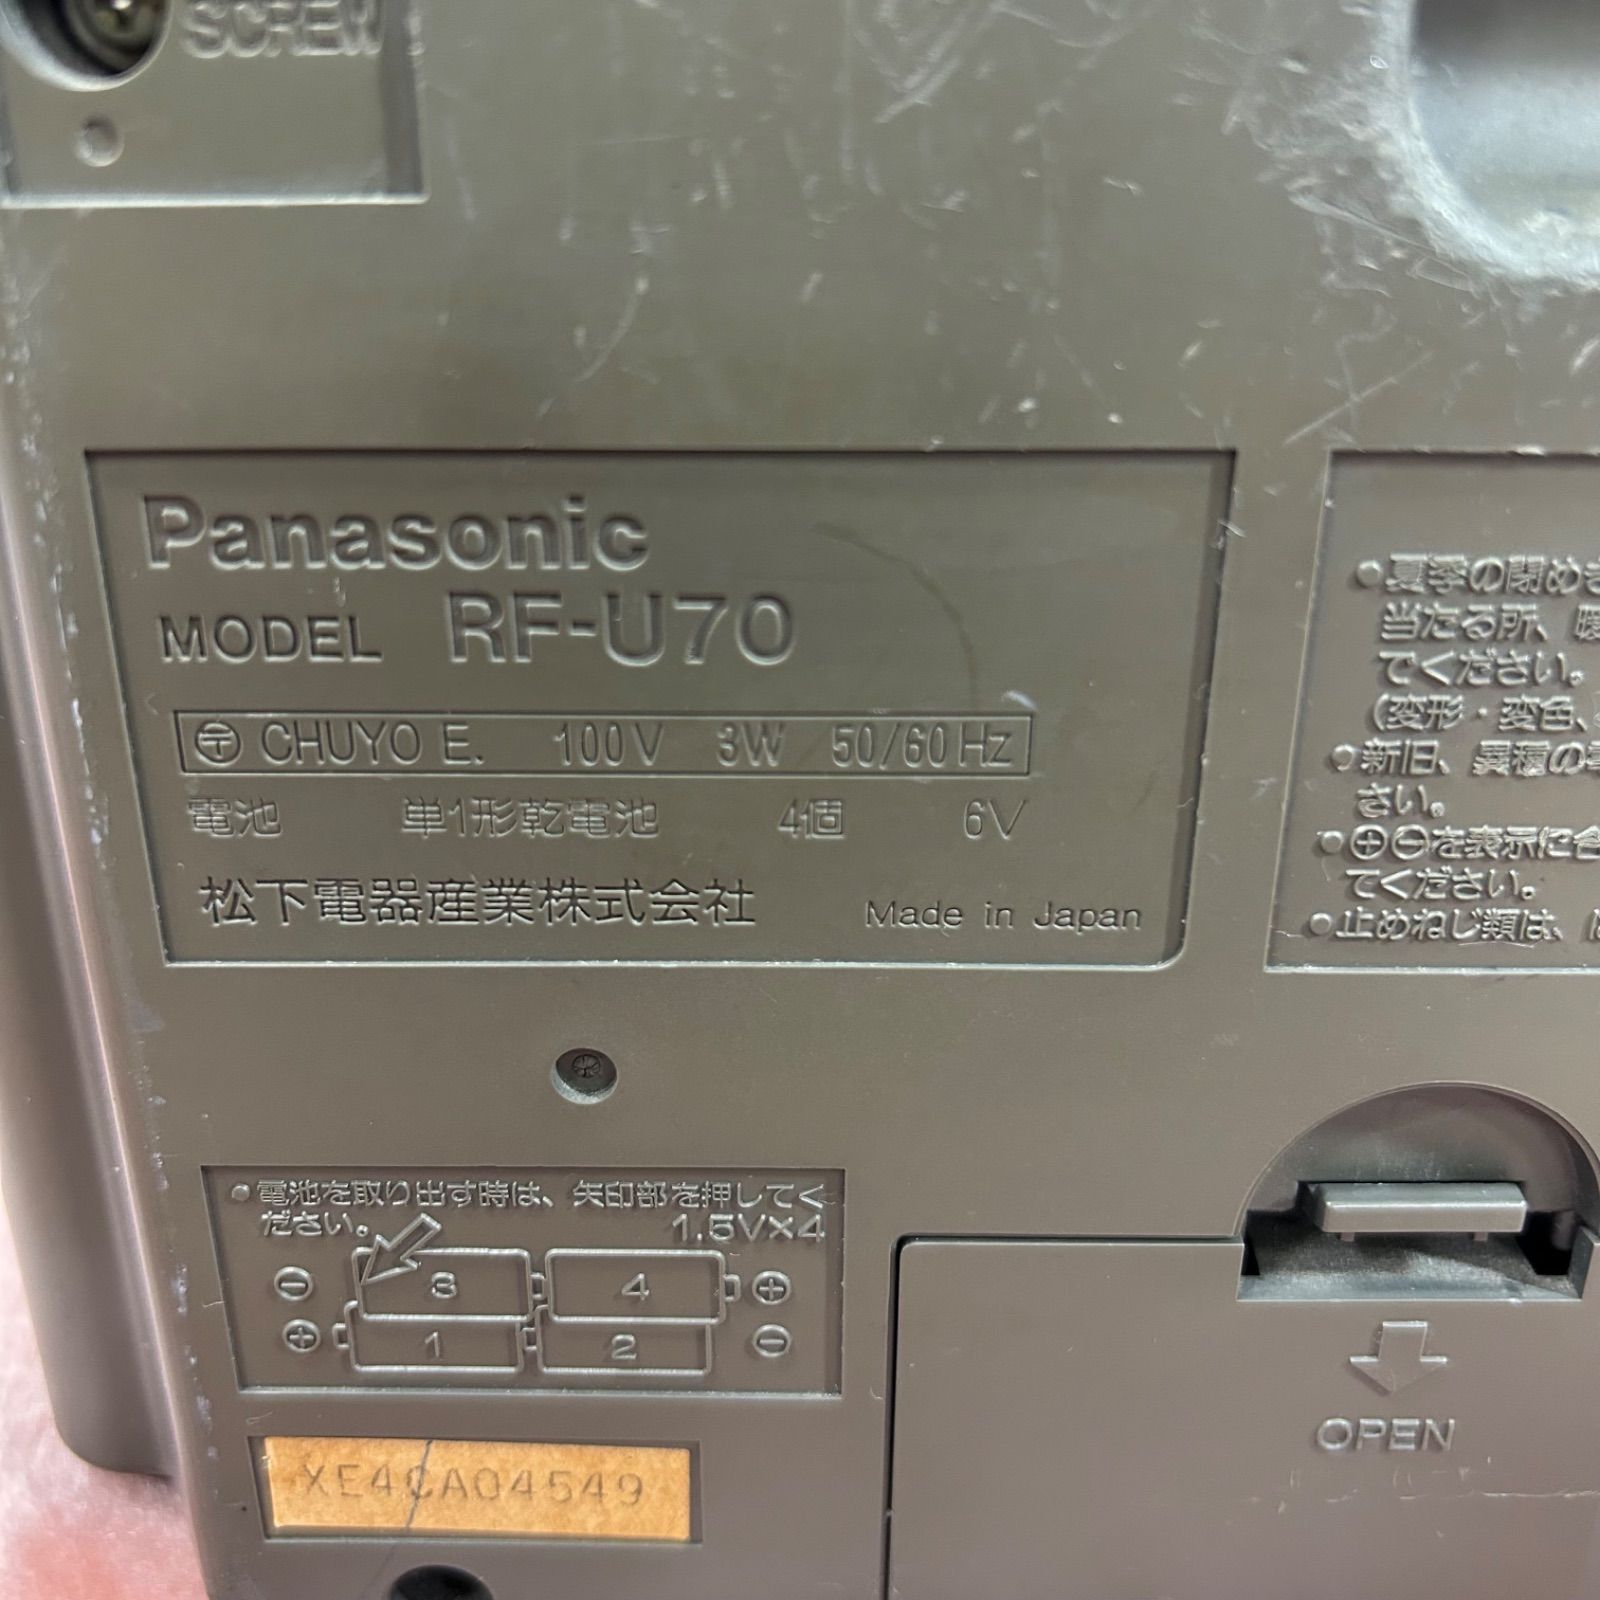 SCREW
Panasonic
MODEL RF-U70
〒 CHUYO E. 100V 3W 50/60Hz
電池 単1形乾電池 4個 6V
松下電器産業株式会社 Made in Japan
●夏季の閉めき
当たる所、暖
でください。
(変形・変色、
●新旧、異種の
さい。
●⊕⊖を表示に合
てください。
●止めねじ類は、
●電池を取り出す時は、矢印部を押してく
ださい。 1.5V×4
⊖ 3 4 ⊕
⊕ 1 2 ⊖
OPEN
XE4CA04549